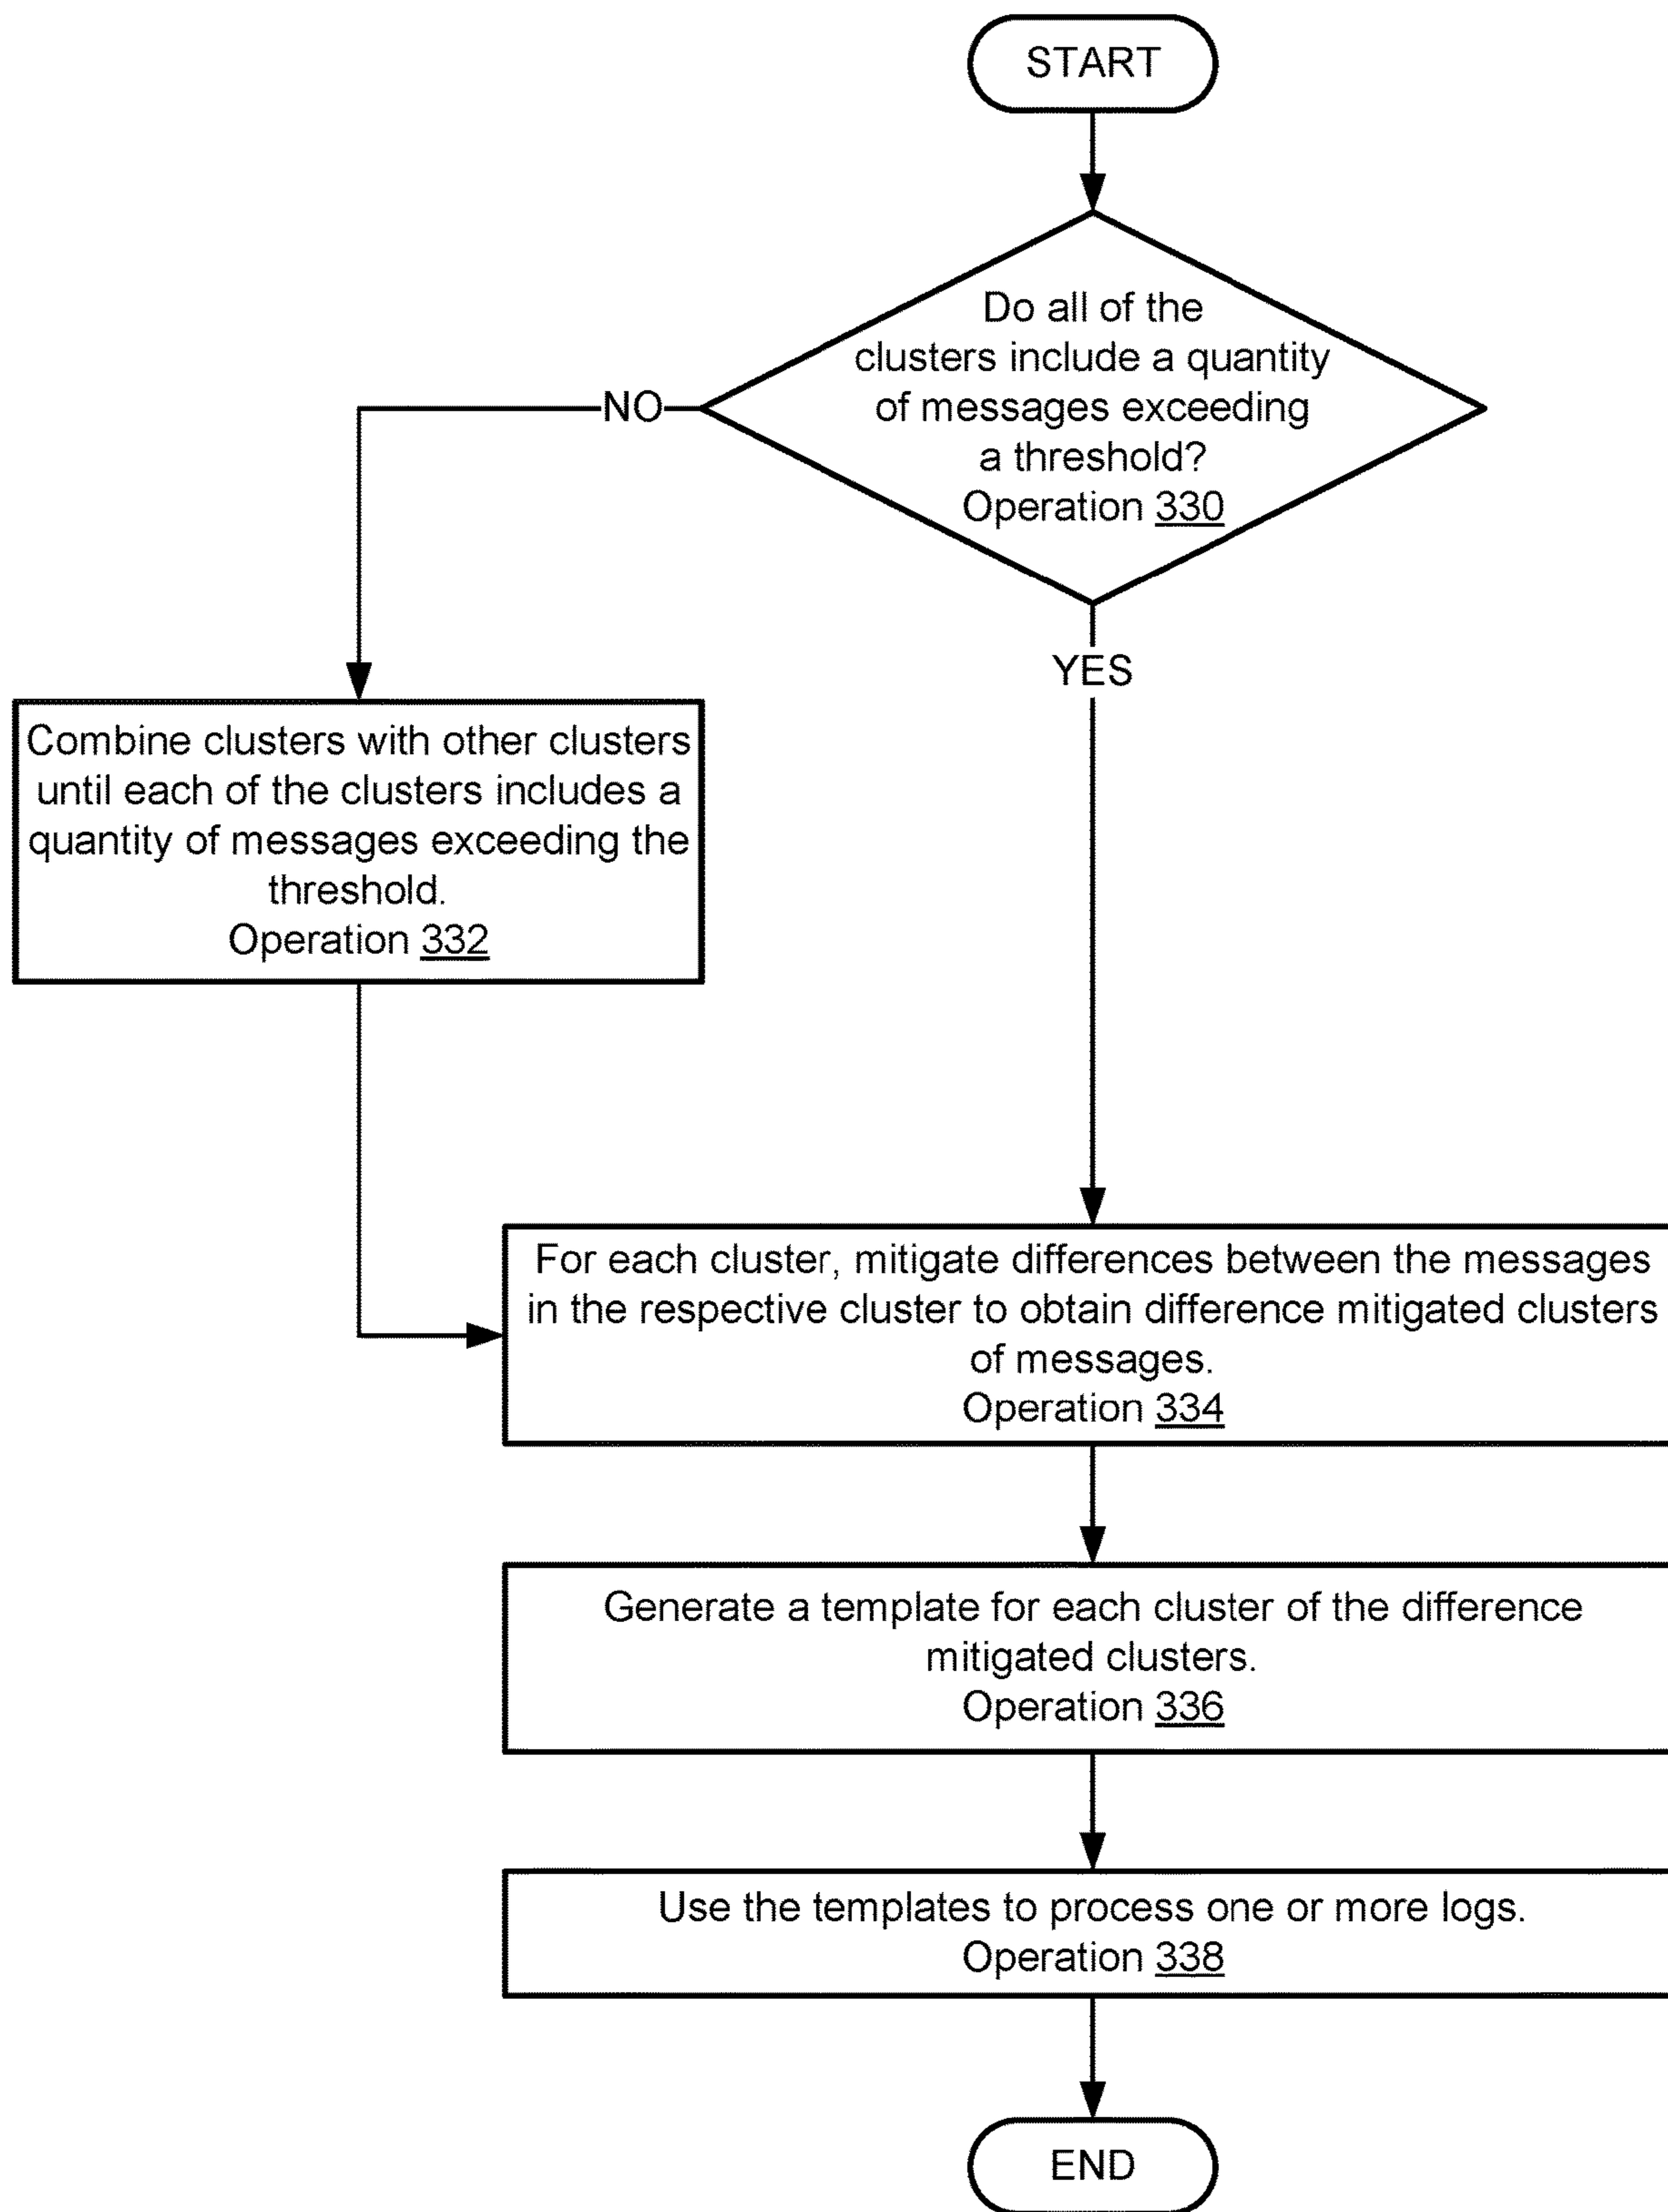 START
Do all of the
clusters include a quantity
of messages exceeding
a threshold?
Operation 330
NO
YES
Combine clusters with other clusters
until each of the clusters includes a
quantity of messages exceeding the
threshold.
Operation 332
For each cluster, mitigate differences between the messages
in the respective cluster to obtain difference mitigated clusters
of messages.
Operation 334
Generate a template for each cluster of the difference
mitigated clusters.
Operation 336
Use the templates to process one or more logs.
Operation 338
END